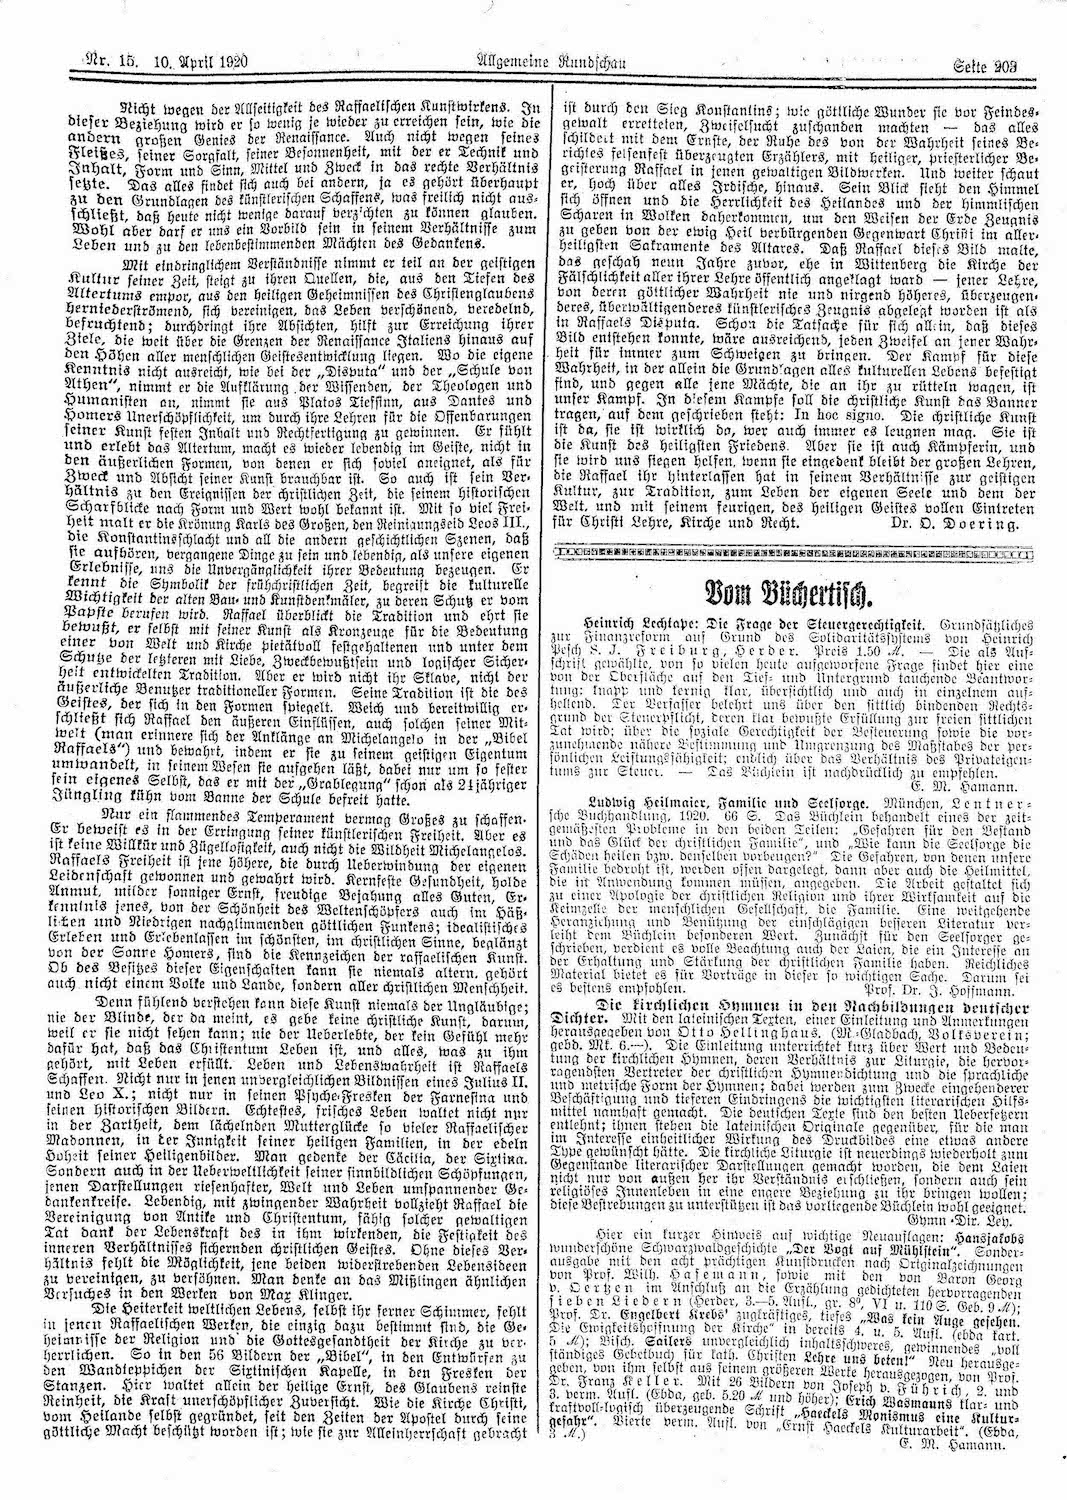 Nr. 15. 10. April 1920
Allgemeine Rundschau
Seite 203
Nicht wegen der Allseitigkeit des Raffaelischen Kunstwirkens. In
dieser Beziehung wird er so wenig je wieder zu erreichen sein, wie die
andern großen Genies der Renaissance. Auch nicht wegen seines
Fleißes, seiner Sorgfalt, seiner Besonnenheit, mit der er Technik und
Inhalt, Form und Sinn, Mittel und Zweck in das rechte Verhältnis
setzte. Das alles findet sich auch bei andern, ja es gehört überhaupt
zu den Grundlagen des künstlerischen Schaffens, was freilich nicht aus-
schließt, daß heute nicht wenige darauf verzichten zu können glauben.
Wohl aber darf er uns ein Vorbild sein in seinem Verhältnis zum
Leben und zu den lebenbestimmenden Mächten des Gedankens.
Mit eindringlichem Verständnisse nimmt er teil an der geistigen
Kultur seiner Zeit, steigt zu ihren Quellen, die, aus den Tiefen des
Altertums empor, aus den heiligen Geheimnissen des Christenglaubens
herniederströmend, sich vereinigen, das Leben verschönend, veredelnd,
befruchtend; durchdringt ihre Absichten, hilft zur Erreichung ihrer
Ziele, die weit über die Grenzen der Renaissance Italiens hinaus auf
den Höhen aller menschlichen Geistesentwicklung liegen. Wo die eigene
Kenntnis nicht ausreicht, wie bei der „Disputa“ und der „Schule von
Athen“, nimmt er die Aufklärung der Wissenden, der Theologen und
Humanisten an, nimmt sie aus Platos Tiefsinn, aus Dantes und
Homers Unerschöpflichkeit, um durch ihre Lehren für die Offenbarungen
seiner Kunst festen Inhalt und Rechtfertigung zu gewinnen. Er fühlt
und erlebt das Altertum, macht es wieder lebendig im Geiste, nicht in
den äußerlichen Formen, von denen er sich soviel aneignet, als für
Zweck und Absicht seiner Kunst brauchbar ist. So auch ist sein Ver-
hältnis zu den Ereignissen der christlichen Zeit, die seinem historischen
Scharfblicke nach Form und Wert wohl bekannt ist. Mit so viel Frei-
heit malt er die Krönung Karls des Großen, den Reinigungseid Leos III.,
die Konstantinsschlacht und all die andern geschichtlichen Szenen, daß
sie aufhören, vergangene Dinge zu sein und lebendig, als unsere eigenen
Erlebnisse, uns die Unvergänglichkeit ihrer Bedeutung bezeugen. Er
kennt die Symbolik der frühchristlichen Zeit, begreift die kulturelle
Wichtigkeit der alten Bau- und Kunstdenkmäler, zu deren Schutz er vom
Papste berufen wird. Raffael überblickt die Tradition und ehrt sie
bewußt, er selbst mit seiner Kunst als Kronzeuge für die Bedeutung
einer von Welt und Kirche pietätvoll festgehaltenen und unter dem
Schutze der letzteren mit Liebe, Zweckbewußtsein und logischer Sicher-
heit entwickelten Tradition. Aber er wird nicht ihr Sklave, nicht der
äußerliche Benutzer traditioneller Formen. Seine Tradition ist die des
Geistes, der sich in den Formen spiegelt. Weich und bereitwillig er-
schließt sich Raffael den äußeren Einflüssen, auch solchen seiner Mit-
welt (man erinnere sich der Anklänge an Michelangelo in der „Bibel
Raffaels“) und bewahrt, indem er sie zu seinem geistigen Eigentum
umwandelt, in seinem Wesen sie aufgehen läßt, dabei nur um so fester
sein eigenes Selbst, das er mit der „Grablegung“ schon als 24jähriger
Jüngling kühn vom Banne der Schule befreit hatte.
Nur ein flammendes Temperament vermag Großes zu schaffen.
Er beweist es in der Erringung seiner künstlerischen Freiheit. Aber es
ist keine Willkür und Zügellosigkeit, auch nicht die Wildheit Michelangelos.
Raffaels Freiheit ist jene höhere, die durch Ueberwindung der eigenen
Leidenschaft gewonnen und gewahrt wird. Kernfeste Gesundheit, holde
Anmut, milder sonniger Ernst, freudige Bejahung alles Guten, Er-
kenntnis jenes, von der Schönheit des Weltenschöpfers auch im Häß-
lichen und Niedrigen nachglimmenden göttlichen Funkens; idealistisches
Erleben und Erlebenlassen im schönsten, im christlichen Sinne, beglänzt
von der Sonne Homers, sind die Kennzeichen der raffaelischen Kunst.
Ob des Besitzes dieser Eigenschaften kann sie niemals altern, gehört
auch nicht einem Volke und Lande, sondern aller christlichen Menschheit.
Denn fühlend verstehen kann diese Kunst niemals der Ungläubige;
nie der Blinde, der da meint, es gebe keine christliche Kunst, darum,
weil er sie nicht sehen kann; nie der Ueberlebte, der kein Gefühl mehr
dafür hat, daß das Christentum Leben ist, und alles, was zu ihm
gehört, mit Leben erfüllt. Leben und Lebenswahrheit ist Raffaels
Schaffen. Nicht nur in jenen unvergleichlichen Bildnissen eines Julius II.
und Leo X.; nicht nur in seinen Psyche-Fresken der Farnesina und
seinen historischen Bildern. Echtestes, frisches Leben waltet nicht nur
in der Zartheit, dem lächelnden Mutterglücke so vieler Raffaelischer
Madonnen, in der Innigkeit seiner heiligen Familien, in der edeln
Hoheit seiner Heiligenbilder. Man gedenke der Cäcilia, der Sixtina.
Sondern auch in der Ueberweltlichkeit seiner sinnbildlichen Schöpfungen,
jenen Darstellungen riesenhafter, Welt und Leben umspannender Ge-
dankenkreise. Lebendig, mit zwingender Wahrheit vollzieht Raffael die
Vereinigung von Antike und Christentum, fähig solcher gewaltigen
Tat dank der Lebenskraft des in ihm wirkenden, die Festigkeit des
inneren Verhältnisses sichernden christlichen Geistes. Ohne dieses Ver-
hältnis fehlt die Möglichkeit, jene beiden widerstrebenden Lebensideen
zu vereinigen, zu versöhnen. Man denke an das Mißlingen ähnlichen
Versuches in den Werken von Max Klinger.
Die Heiterkeit weltlichen Lebens, selbst ihr ferner Schimmer, fehlt
in jenen Raffaelischen Werken, die einzig dazu bestimmt sind, die Ge-
heimnisse der Religion und die Gottesgesandtheit der Kirche zu ver-
herrlichen. So in den 56 Bildern der „Bibel“, in den Entwürfen zu
den Wandteppichen der Sixtinischen Kapelle, in den Fresken der
Stanzen. Hier waltet allein der heilige Ernst, des Glaubens reinste
Reinheit, die Kraft unerschöpflicher Zuversicht. Wie die Kirche Christi,
vom Heilande selbst gegründet, seit den Zeiten der Apostel durch seine
göttliche Macht beschützt worden ist; wie sie zur Alleinherrschaft gebracht
ist durch den Sieg Konstantins; wie göttliche Wunder sie vor Feindes-
gewalt erretteten, Zweifelsucht zuschanden machten — das alles
schildert mit dem Ernste, der Ruhe des von der Wahrheit seines Be-
richtes felsenfest überzeugten Erzählers, mit heiliger, priesterlicher Be-
geisterung Raffael in jenen gewaltigen Bildwerken. Und weiter schaut
er, hoch über alles Irdische, hinaus. Sein Blick sieht den Himmel
sich öffnen und die Herrlichkeit des Heilandes und der himmlischen
Scharen in Wolken daherkommen, um den Weisen der Erde Zeugnis
zu geben von der ewig Heil verbürgenden Gegenwart Christi im aller-
heiligsten Sakramente des Altares. Daß Raffael dieses Bild malte,
das geschah neun Jahre zuvor, ehe in Wittenberg die Kirche der
Fälschlichkeit aller ihrer Lehre öffentlich angeklagt ward — jener Lehre,
von deren göttlicher Wahrheit nie und nirgend höheres, überzeugen-
deres, überwältigenderes künstlerisches Zeugnis abgelegt worden ist als
in Raffaels Disputa. Schon die Tatsache für sich allein, daß dieses
Bild entstehen konnte, wäre ausreichend, jeden Zweifel an jener Wahr-
heit für immer zum Schweigen zu bringen. Der Kampf für diese
Wahrheit, in der allein die Grundlagen alles kulturellen Lebens befestigt
sind, und gegen alle jene Mächte, die an ihr zu rütteln wagen, ist
unser Kampf. In diesem Kampfe soll die christliche Kunst das Banner
tragen, auf dem geschrieben steht: In hoc signo. Die christliche Kunst
ist da, sie ist wirklich da, wer auch immer es leugnen mag. Sie ist
die Kunst des heiligsten Friedens. Aber sie ist auch Kämpferin, und
sie wird uns siegen helfen, wenn sie eingedenk bleibt der großen Lehren,
die Raffael ihr hinterlassen hat in seinem Verhältnisse zur geistigen
Kultur, zur Tradition, zum Leben der eigenen Seele und dem der
Welt, und mit seinem feurigen, des heiligen Geistes vollen Eintreten
für Christi Lehre, Kirche und Recht. Dr. O. Doering.
Vom Büchertisch.
Heinrich Lechtape: Die Frage der Steuergerechtigkeit. Grundsätzliches
zur Finanzreform auf Grund des Solidaritätssystems von Heinrich
Pesch S. J. Freiburg, Herder. Preis 1.50 M. — Die als Auf-
schrift gewählte, von so vielen heute aufgeworfene Frage findet hier eine
von der Oberfläche auf den Tief- und Untergrund tauchende Beantwor-
tung: knapp und kernig klar, übersichtlich und auch in einzelnem auf-
hellend. Der Verfasser belehrt uns über den sittlich bindenden Rechts-
grund der Steuerpflicht, deren klar bewußte Erfüllung zur freien sittlichen
Tat wird; über die soziale Gerechtigkeit der Besteuerung sowie die vor-
zunehmende nähere Bestimmung und Umgrenzung des Maßstabes der per-
sönlichen Leistungsfähigkeit; endlich über das Verhältnis des Privateigen-
tums zur Steuer. — Das Büchlein ist nachdrücklich zu empfehlen.
E. M. Hamann.
Ludwig Heilmaier, Familie und Seelsorge. München, Lentner-
sche Buchhandlung, 1920. 66 S. Das Büchlein behandelt eines der zeit-
gemäßesten Probleme in den beiden Teilen: „Gefahren für den Bestand
und das Glück der christlichen Familie“, und „Wie kann die Seelsorge die
Schäden heilen bzw. denselben vorbeugen?“ Die Gefahren, von denen unsere
Familie bedroht ist, werden offen dargelegt, dann aber auch die Heilmittel,
die in Anwendung kommen müssen, angegeben. Die Arbeit gestaltet sich
zu einer Apologie der christlichen Religion und ihrer Wirksamkeit auf die
Keimzelle der menschlichen Gesellschaft, die Familie. Eine weitgehende
Heranziehung und Benützung der einschlägigen besseren Literatur ver-
leiht dem Büchlein besonderen Wert. Zunächst für den Seelsorger ge-
schrieben, verdient es volle Beachtung auch der Laien, die ein Interesse an
der Erhaltung und Stärkung der christlichen Familie haben. Reichliches
Material bietet es für Vorträge in dieser so wichtigen Sache. Darum sei
es bestens empfohlen. Prof. Dr. J. Hoffmann.
Die kirchlichen Hymnen in den Nachbildungen deutscher
Dichter. Mit den lateinischen Texten, einer Einleitung und Anmerkungen
herausgegeben von Otto Hellinghaus. (M.-Gladbach, Volksverein;
gebd. Mk. 6.—). Die Einleitung unterrichtet kurz über Wert und Bedeu-
tung der kirchlichen Hymnen, deren Verhältnis zur Liturgie, die hervor-
ragendsten Vertreter der christlichen Hymnendichtung und die sprachliche
und metrische Form der Hymnen; dabei werden zum Zwecke eingehenderer
Beschäftigung und tieferen Eindringens die wichtigsten literarischen Hilfs-
mittel namhaft gemacht. Die deutschen Texte sind den besten Uebersetzern
entlehnt; ihnen stehen die lateinischen Originale gegenüber, für die man
im Interesse einheitlicher Wirkung des Druckbildes eine etwas andere
Type gewünscht hätte. Die kirchliche Liturgie ist neuerdings wiederholt zum
Gegenstande literarischer Darstellungen gemacht worden, die dem Laien
nicht nur von außen her ihr Verständnis erschließen, sondern auch sein
religiöses Innenleben in eine engere Beziehung zu ihr bringen wollen;
diese Bestrebungen zu unterstützen ist das vorliegende Büchlein wohl geeignet.
Gymn.-Dir. Ley.
Hier ein kurzer Hinweis auf wichtige Neuauflagen: Hansjakobs
wunderschöne Schwarzwaldgeschichte „Der Vogt auf Mühlstein“. Sonder-
ausgabe mit den acht prächtigen Kunstdrucken nach Originalzeichnungen
von Prof. Wilh. Hasemann, sowie mit den von Baron Georg
v. Oertzen im Anschluß an die Erzählung gedichteten hervorragenden
sieben Liedern (Herder, 3.—5. Aufl., gr. 8°, VI u. 110 S. Geb. 9 M);
Prof. Dr. Engelbert Krebs' zugkräftiges, tiefes „Was kein Auge gesehen.
Die Ewigkeitshoffnung der Kirche“ in bereits 4. u. 5. Aufl. (ebda kart.
5 M); Bisch. Sailers unvergleichlich inhaltschweres, gewinnendes „voll
ständiges Gebetbuch für kath. Christen Lehre uns beten!“ Neu herausge-
geben, von ihm selbst aus seinem größeren Werke herausgezogen, von Prof.
Dr. Franz Keller. Mit 26 Bildern von Joseph v. Führich, 2. und
3. verm. Aufl. (Ebda, geb. 5.20 M und höher); Erich Wasmanns klar- und
kraftvoll-logisch überzeugende Schrift „Haeckels Monismus eine Kultur-
gefahr“. Vierte verm. Aufl. von „Ernst Haeckels Kulturarbeit“. (Ebda,
3 M.)
E. M. Hamann.